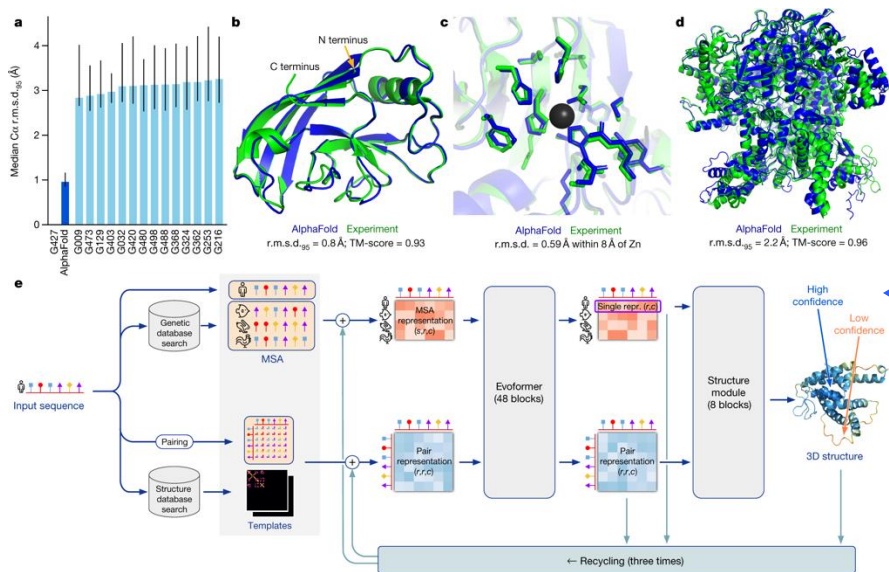 a
Median Cα r.m.s.d.95 (Å)
4
3
2
1
0
G427
AlphaFold
G009
G473
G129
G403
G032
G420
G480
G498
G488
G368
G324
G362
G253
G216
b
N terminus
C terminus
AlphaFold Experiment
r.m.s.d.95 = 0.8 Å; TM-score = 0.93
c
AlphaFold Experiment
r.m.s.d. = 0.59 Å within 8 Å of Zn
d
AlphaFold Experiment
r.m.s.d.95 = 2.2 Å; TM-score = 0.96
e
Input sequence
Genetic
database
search
MSA
Pairing
Structure
database
search
Templates
+
+
MSA
representation
(s,r,c)
Pair
representation
(r,r,c)
Evoformer
(48 blocks)
Single repr. (r,c)
Pair
representation
(r,r,c)
Structure
module
(8 blocks)
High
confidence
Low
confidence
3D structure
← Recycling (three times)